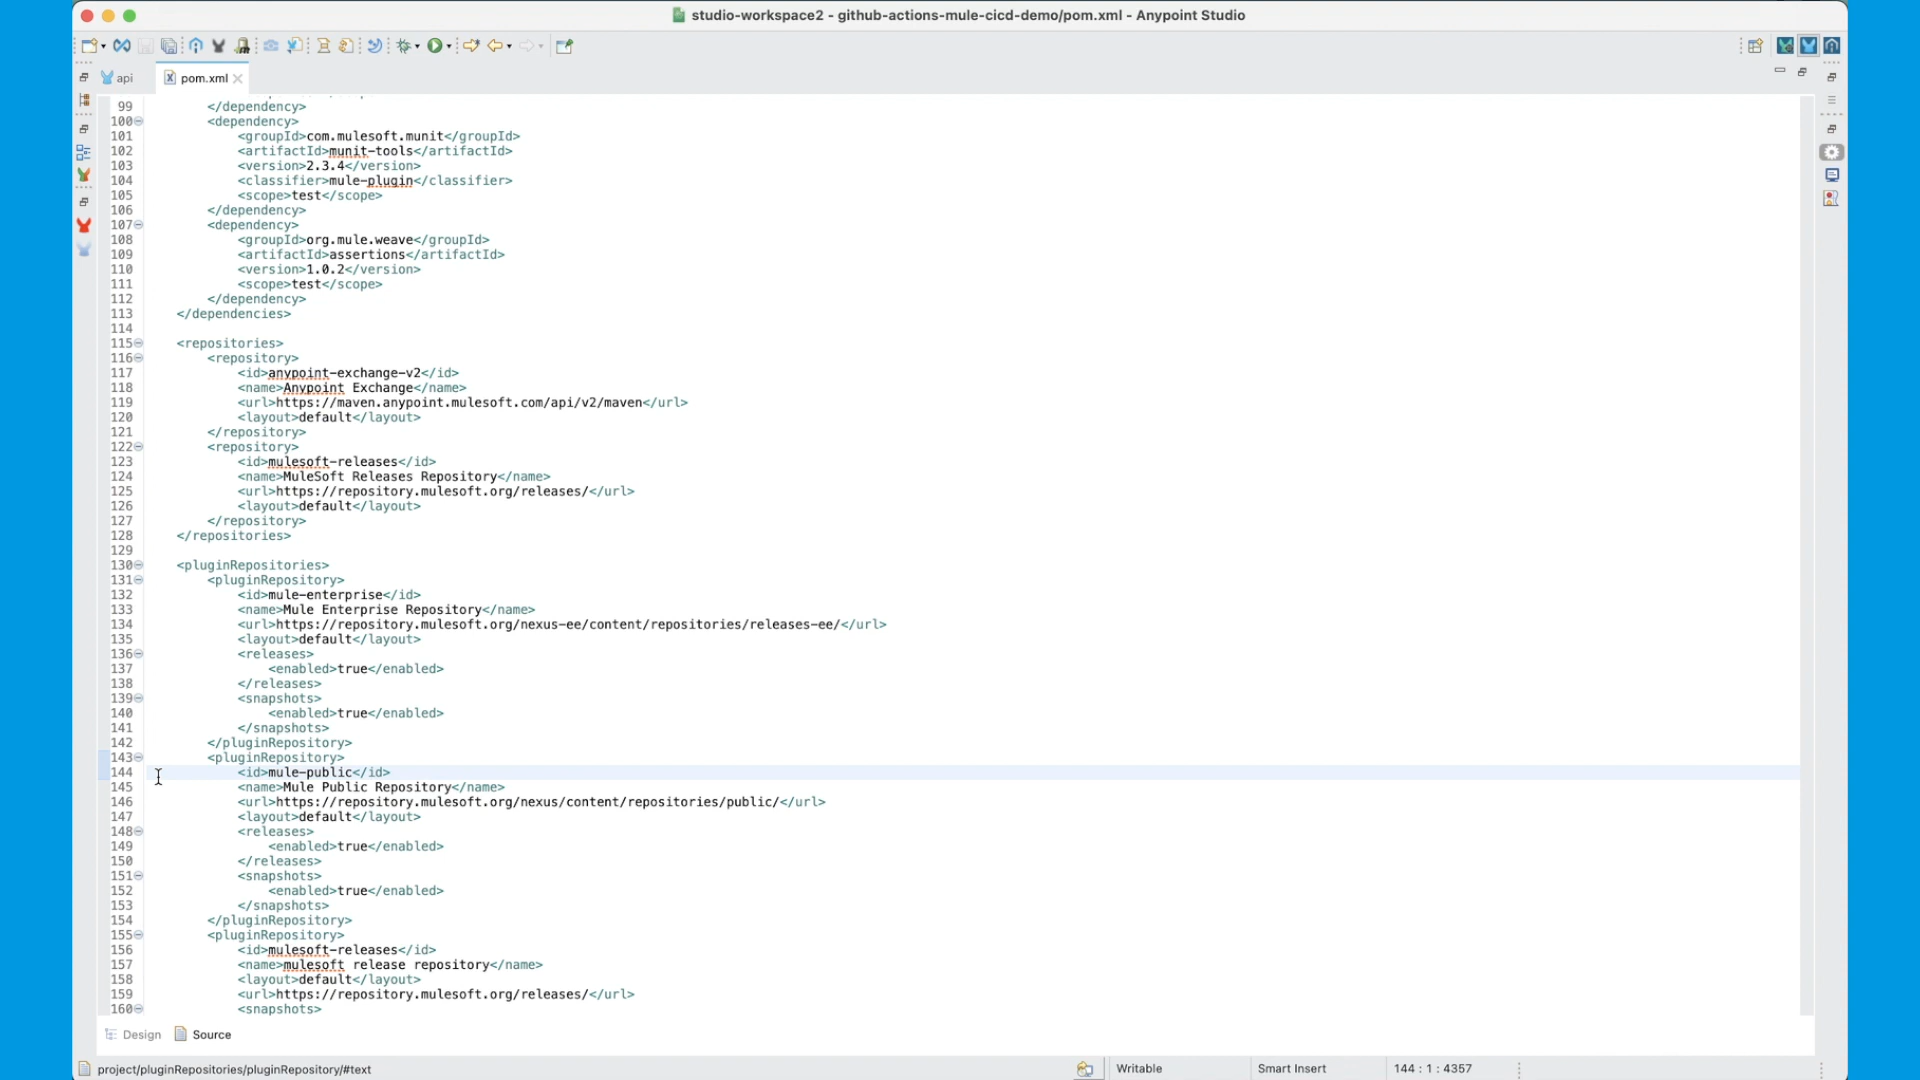 studio-workspace2 - github-actions-mule-cicd-demo/pom.xml - Anypoint Studio
api
pom.xml
99 </dependency>
100 <dependency>
101 <groupId>com.mulesoft.munit</groupId>
102 <artifactId>munit-tools</artifactId>
103 <version>2.3.4</version>
104 <classifier>mule-plugin</classifier>
105 <scope>test</scope>
106 </dependency>
107 <dependency>
108 <groupId>org.mule.weave</groupId>
109 <artifactId>assertions</artifactId>
110 <version>1.0.2</version>
111 <scope>test</scope>
112 </dependency>
113 </dependencies>
114
115 <repositories>
116 <repository>
117 <id>anypoint-exchange-v2</id>
118 <name>Anypoint Exchange</name>
119 <url>https://maven.anypoint.mulesoft.com/api/v2/maven</url>
120 <layout>default</layout>
121 </repository>
122 <repository>
123 <id>mulesoft-releases</id>
124 <name>MuleSoft Releases Repository</name>
125 <url>https://repository.mulesoft.org/releases/</url>
126 <layout>default</layout>
127 </repository>
128 </repositories>
129
130 <pluginRepositories>
131 <pluginRepository>
132 <id>mule-enterprise</id>
133 <name>Mule Enterprise Repository</name>
134 <url>https://repository.mulesoft.org/nexus-ee/content/repositories/releases-ee/</url>
135 <layout>default</layout>
136 <releases>
137 <enabled>true</enabled>
138 </releases>
139 <snapshots>
140 <enabled>true</enabled>
141 </snapshots>
142 </pluginRepository>
143 <pluginRepository>
144 <id>mule-public</id>
145 <name>Mule Public Repository</name>
146 <url>https://repository.mulesoft.org/nexus/content/repositories/public/</url>
147 <layout>default</layout>
148 <releases>
149 <enabled>true</enabled>
150 </releases>
151 <snapshots>
152 <enabled>true</enabled>
153 </snapshots>
154 </pluginRepository>
155 <pluginRepository>
156 <id>mulesoft-releases</id>
157 <name>mulesoft release repository</name>
158 <layout>default</layout>
159 <url>https://repository.mulesoft.org/releases/</url>
160 <snapshots>
Design Source
project/pluginRepositories/pluginRepository/#text
Writable
Smart Insert
144 : 1 : 4357